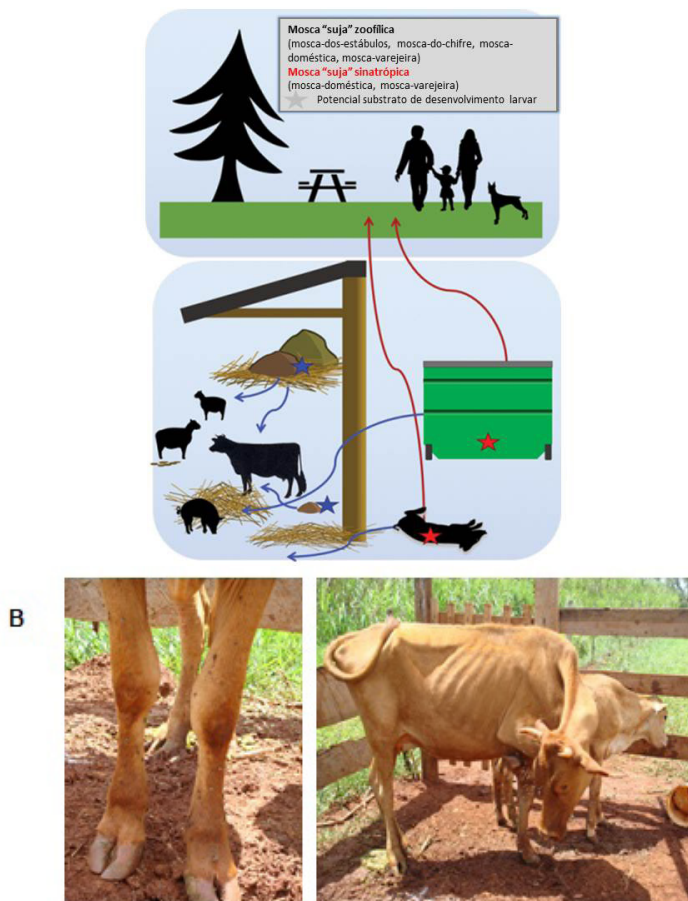 Mosca “suja” zoofílica
(mosca-dos-estábulos, mosca-do-chifre, mosca-
doméstica, mosca-varejeira)
Mosca “suja” sinatrópica
(mosca-doméstica, mosca-varejeira)
Potencial substrato de desenvolvimento larvar
B